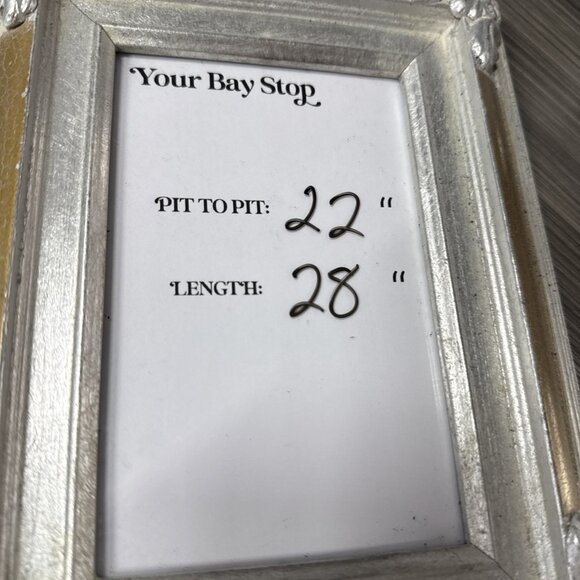 Your Bay Stop
PIT TO PIT: 22 "
LENGTH: 28 "